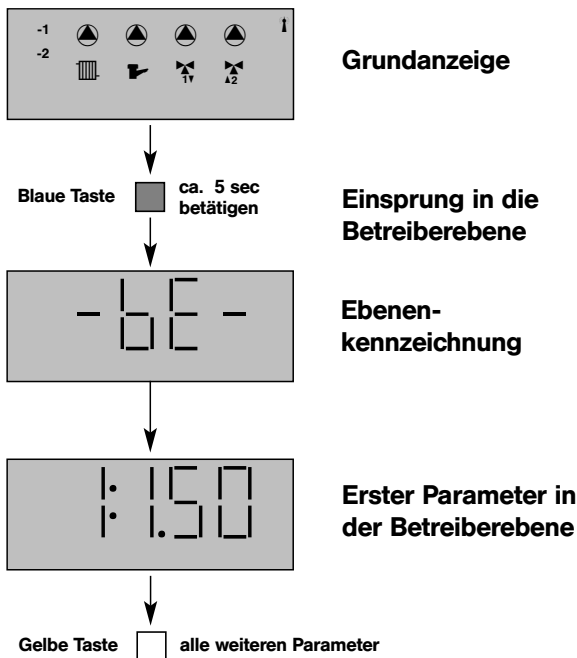 -1
-2
1▼
▲2
Grundanzeige
Blaue Taste
ca. 5 sec
betätigen
Einsprung in die
Betreiberebene
-bE-
Ebenen-
kennzeichnung
1:1.50
Erster Parameter in
der Betreiberebene
Gelbe Taste
alle weiteren Parameter